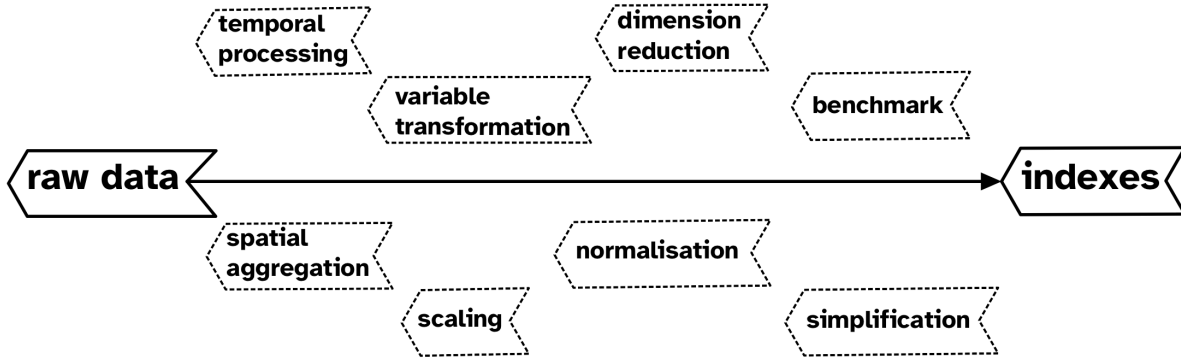 temporal
processing
dimension
reduction
variable
transformation
benchmark
raw data
indexes
spatial
aggregation
normalisation
scaling
simplification